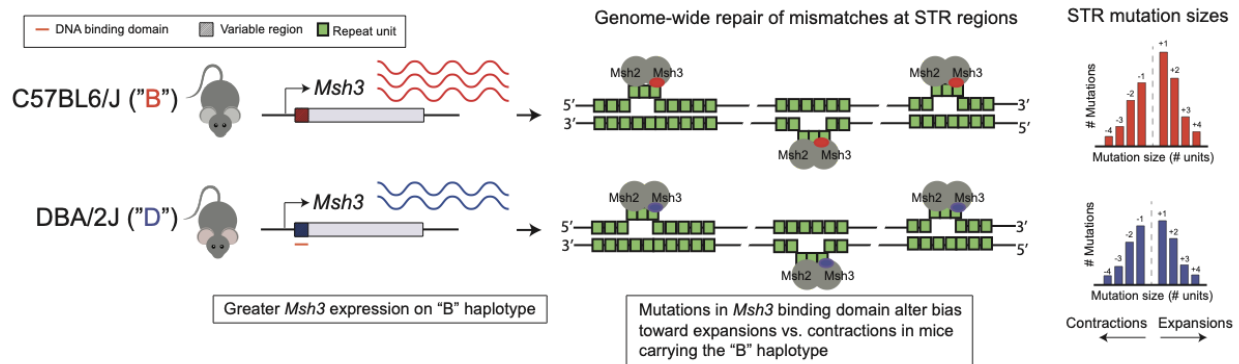 Genome-wide repair of mismatches at STR regions
STR mutation sizes
DNA binding domain
Variable region
Repeat unit
C57BL6/J ("B")
Msh3
Msh2 Msh3
Msh2 Msh3
5′ 3′
3′ 5′
Msh2 Msh3
# Mutations
-4 -3 -2 -1 +1 +2 +3 +4
Mutation size (# units)
DBA/2J ("D")
Msh3
Msh2 Msh3
Msh2 Msh3
5′ 3′
3′ 5′
Msh2 Msh3
# Mutations
-4 -3 -2 -1 +1 +2 +3 +4
Mutation size (# units)
Contractions Expansions
Greater Msh3 expression on "B" haplotype
Mutations in Msh3 binding domain alter bias
toward expansions vs. contractions in mice
carrying the "B" haplotype